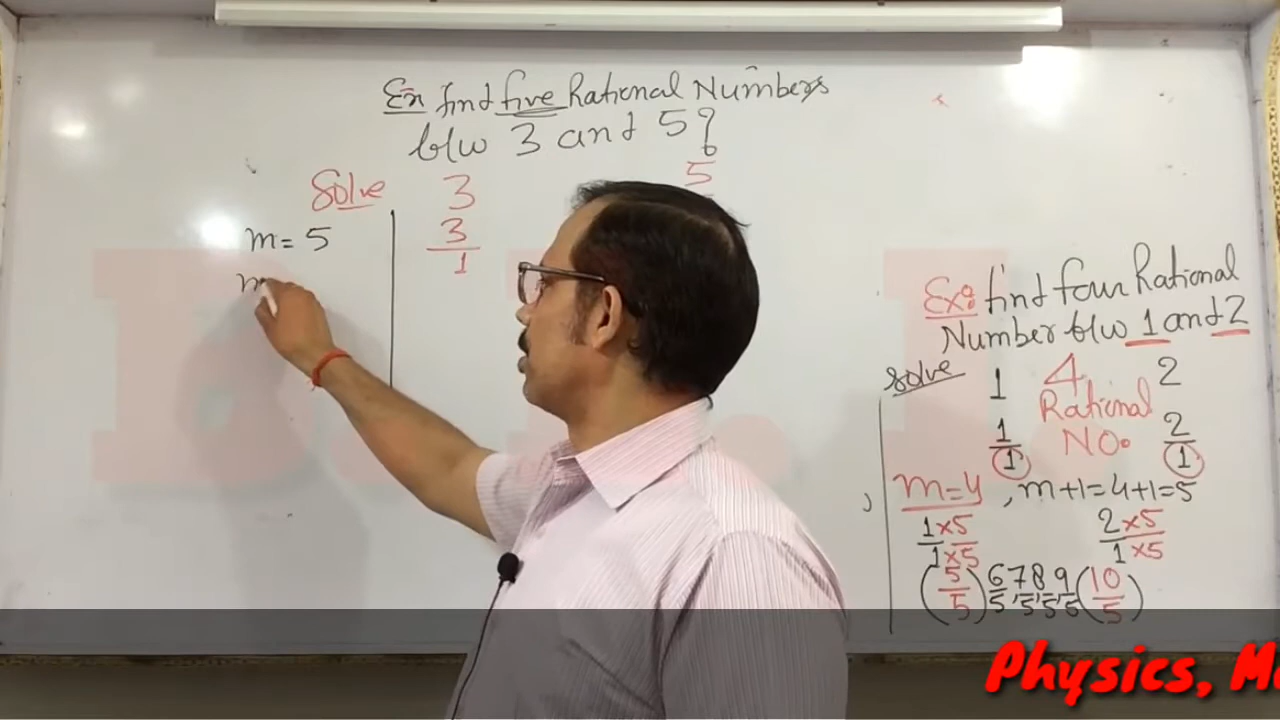 Ex find five Rational Numbers
b/w 3 and 5?
Solve 3 5
m = 5
3
1
m
Exo: find four Rational
Number b/w 1 and 2
Solve 1 4 2
Rational
NO.
1/1 2/1
m=4 , m+1=4+1=5
1×5/1×5 2×5/1×5
(5/5) 6/5, 7/5, 8/5, 9/5 (10/5)
Physics,